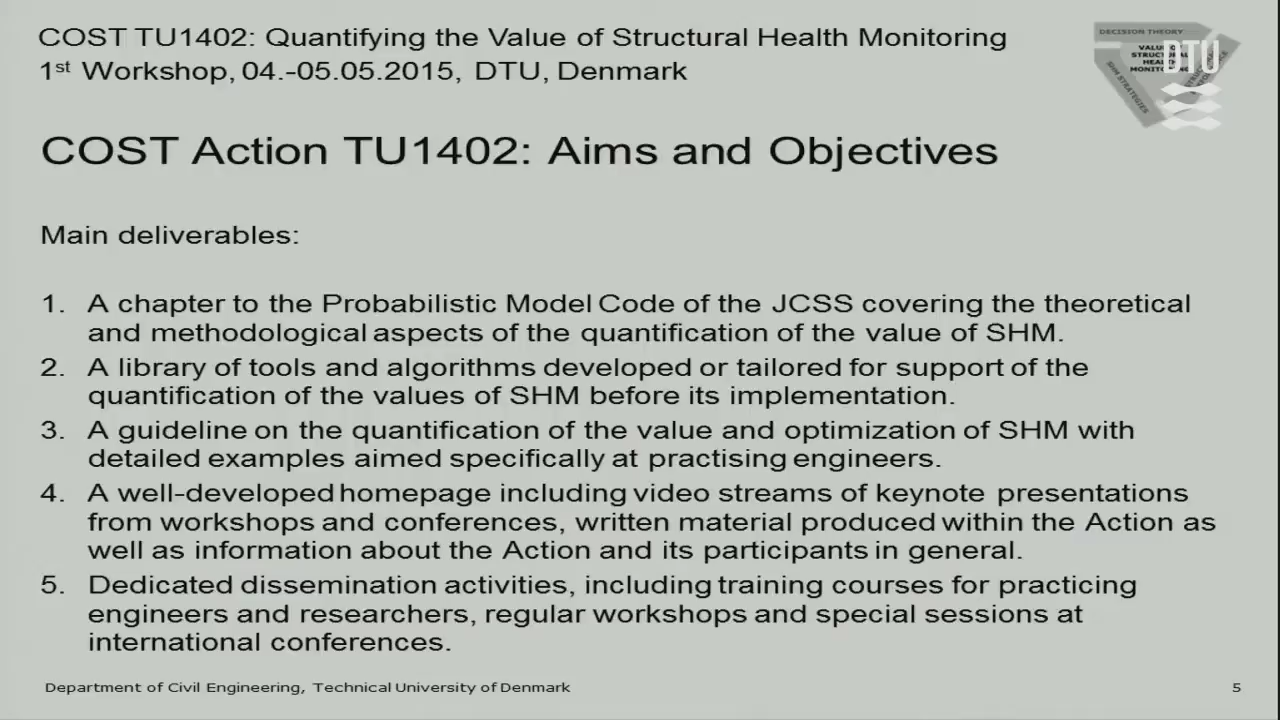 COST TU1402: Quantifying the Value of Structural Health Monitoring
1st Workshop, 04.-05.05.2015, DTU, Denmark
DECISION THEORY
STRUCTURAL
HEALTH
SHM STRATEGIES
DTU
COST Action TU1402: Aims and Objectives
Main deliverables:
1. A chapter to the Probabilistic Model Code of the JCSS covering the theoretical
and methodological aspects of the quantification of the value of SHM.
2. A library of tools and algorithms developed or tailored for support of the
quantification of the values of SHM before its implementation.
3. A guideline on the quantification of the value and optimization of SHM with
detailed examples aimed specifically at practising engineers.
4. A well-developed homepage including video streams of keynote presentations
from workshops and conferences, written material produced within the Action as
well as information about the Action and its participants in general.
5. Dedicated dissemination activities, including training courses for practicing
engineers and researchers, regular workshops and special sessions at
international conferences.
Department of Civil Engineering, Technical University of Denmark
5